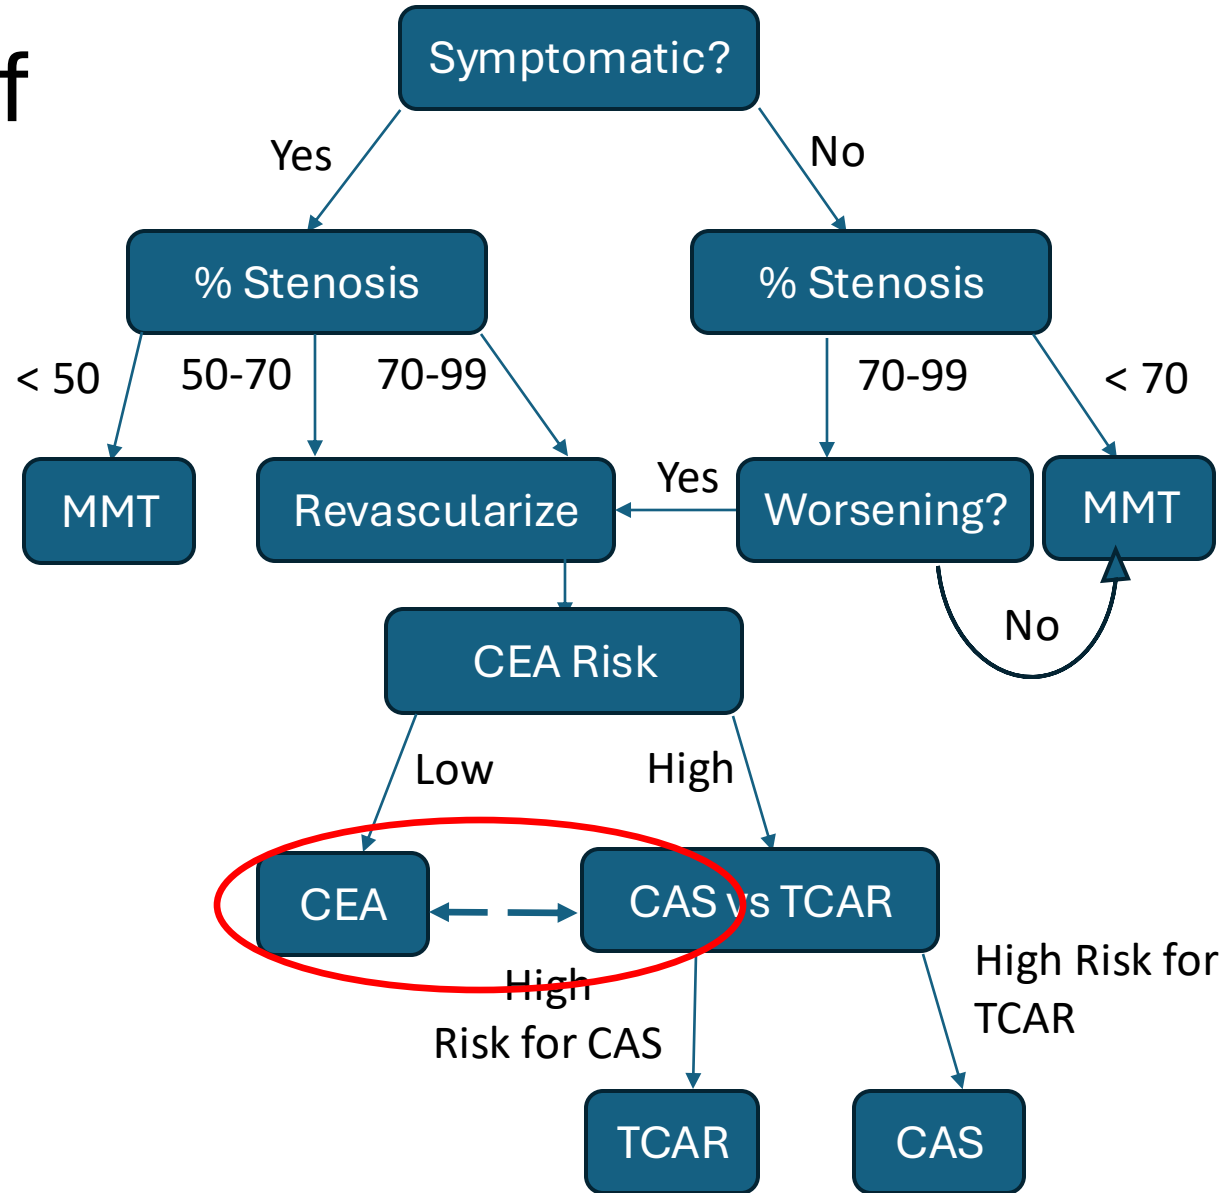 f
Symptomatic?
Yes
No
% Stenosis
% Stenosis
< 50
50-70
70-99
70-99
< 70
MMT
Revascularize
Yes
Worsening?
MMT
No
CEA Risk
Low
High
CEA
CAS vs TCAR
High
Risk for CAS
High Risk for
TCAR
TCAR
CAS